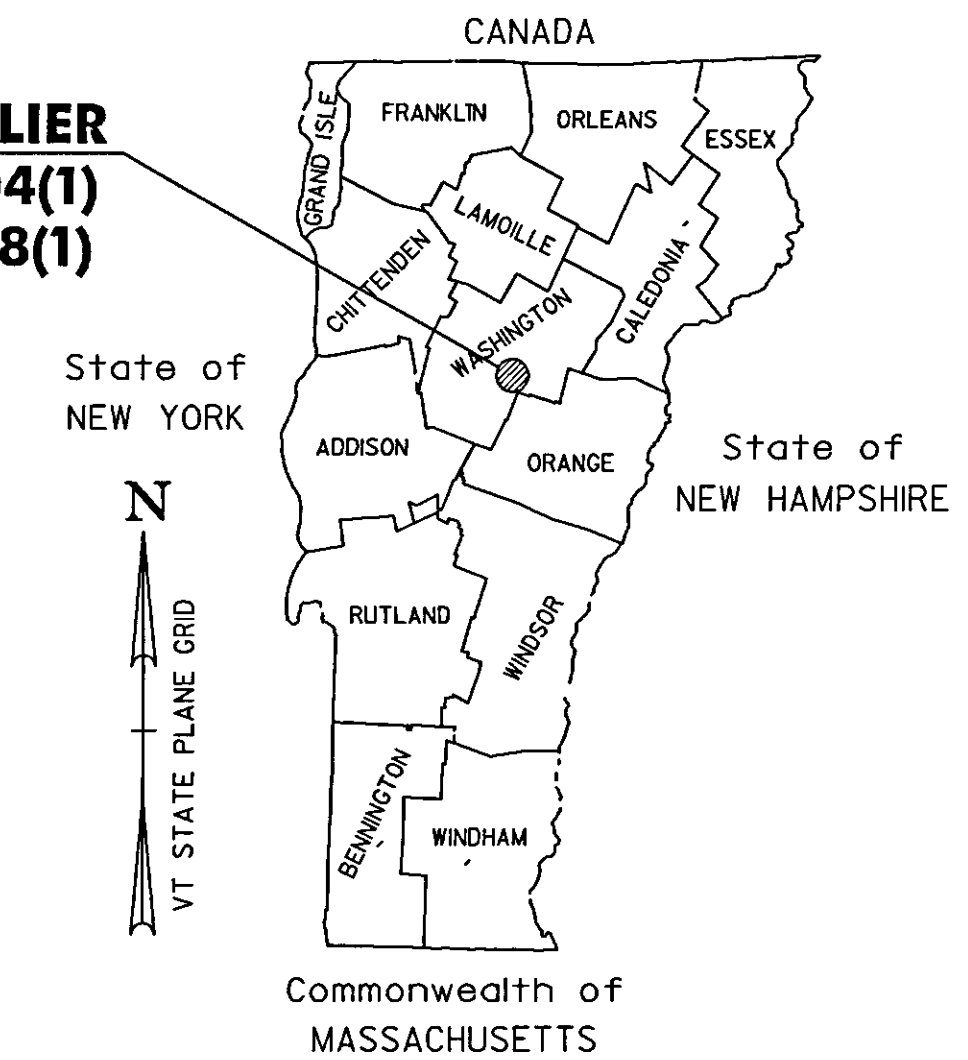 CANADA
LIER
4(1)
8(1)
GRAND ISLE
FRANKLIN
ORLEANS
ESSEX
LAMOILLE
CHITTENDEN
CALEDONIA
WASHINGTON
State of
NEW YORK
ADDISON
ORANGE
State of
NEW HAMPSHIRE
N
VT STATE PLANE GRID
RUTLAND
WINDSOR
BENNINGTON
WINDHAM
Commonwealth of
MASSACHUSETTS